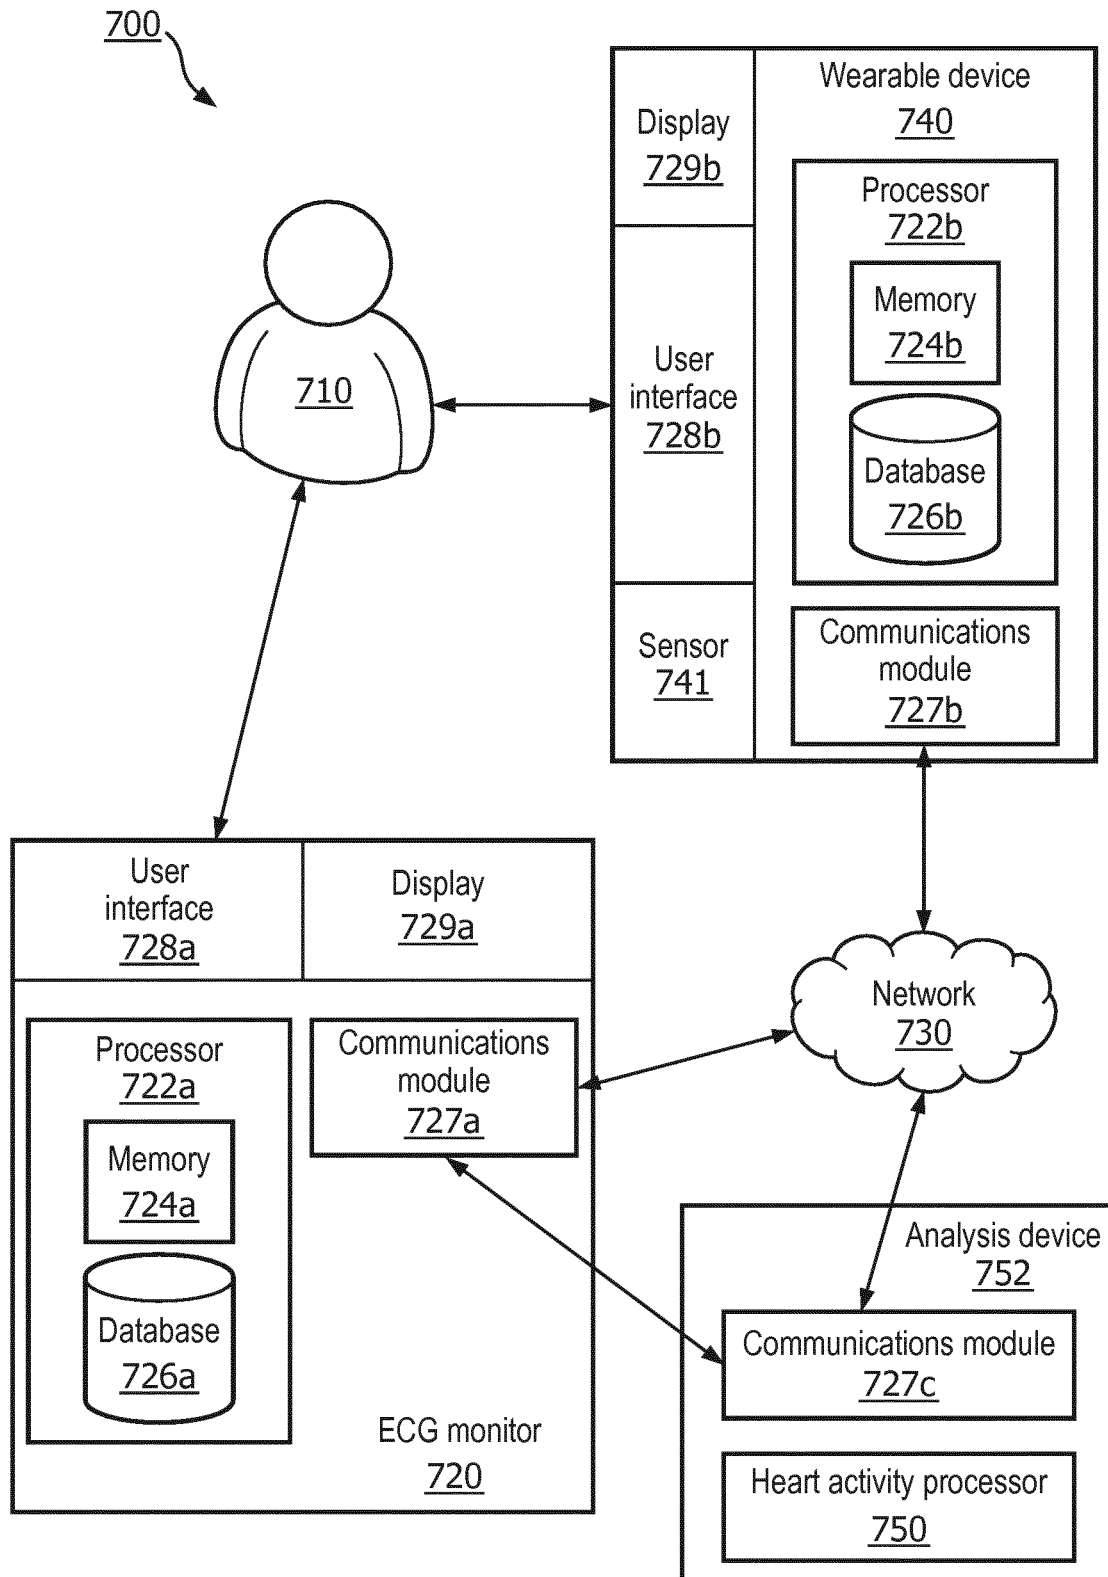 700
Wearable device
740
Display
729b
Processor
722b
Memory
724b
Database
726b
User
interface
728b
710
Sensor
741
Communications
module
727b
User
interface
728a
Display
729a
Network
730
Processor
722a
Memory
724a
Database
726a
Communications
module
727a
ECG monitor
720
Analysis device
752
Communications module
727c
Heart activity processor
750